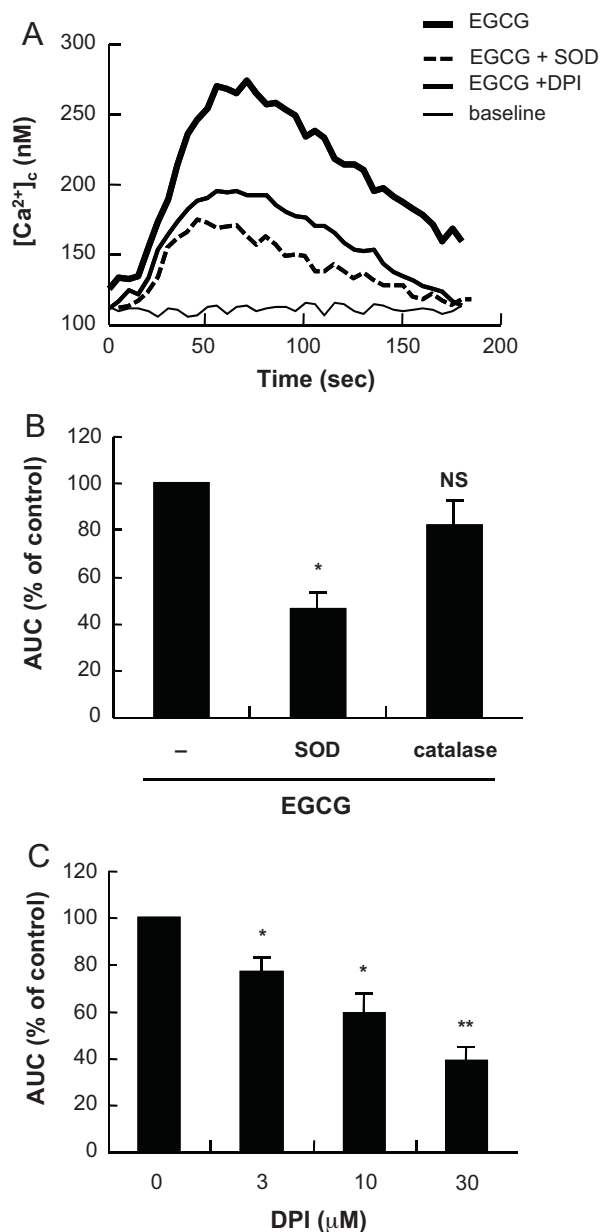 A
EGCG
EGCG + SOD
EGCG +DPI
baseline
[Ca2+]c (nM)
300
250
200
150
100
0
50
100
150
200
Time (sec)
B
AUC (% of control)
120
100
80
60
40
20
0
*
NS
–
SOD
catalase
EGCG
C
AUC (% of control)
120
100
80
60
40
20
0
*
*
**
0
3
10
30
DPI (μM)